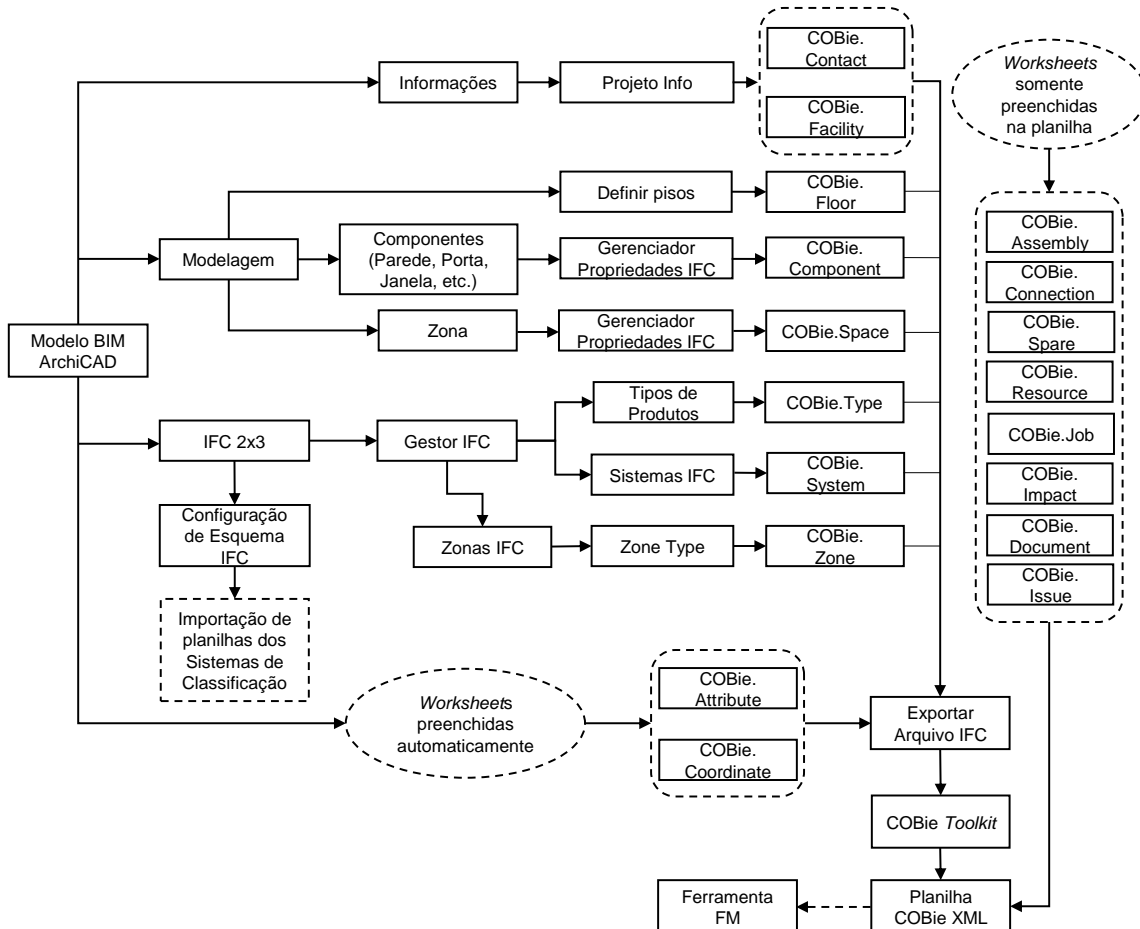 COBie.
Contact
Informações
Projeto Info
COBie.
Facility
Worksheets
somente
preenchidas
na planilha
Definir pisos
COBie.
Floor
Modelagem
Componentes
(Parede, Porta,
Janela, etc.)
Gerenciador
Propriedades IFC
COBie.
Component
Zona
Gerenciador
Propriedades IFC
COBie.Space
Modelo BIM
ArchiCAD
COBie.
Assembly
COBie.
Connection
COBie.
Spare
COBie.
Resource
COBie.Job
COBie.
Impact
COBie.
Document
COBie.
Issue
Tipos de
Produtos
COBie.Type
IFC 2x3
Gestor IFC
Sistemas IFC
COBie.
System
Configuração
de Esquema
IFC
Zonas IFC
Zone Type
COBie.
Zone
Importação de
planilhas dos
Sistemas de
Classificação
Worksheets
preenchidas
automaticamente
COBie.
Attribute
COBie.
Coordinate
Exportar
Arquivo IFC
COBie Toolkit
Ferramenta
FM
Planilha
COBie XML